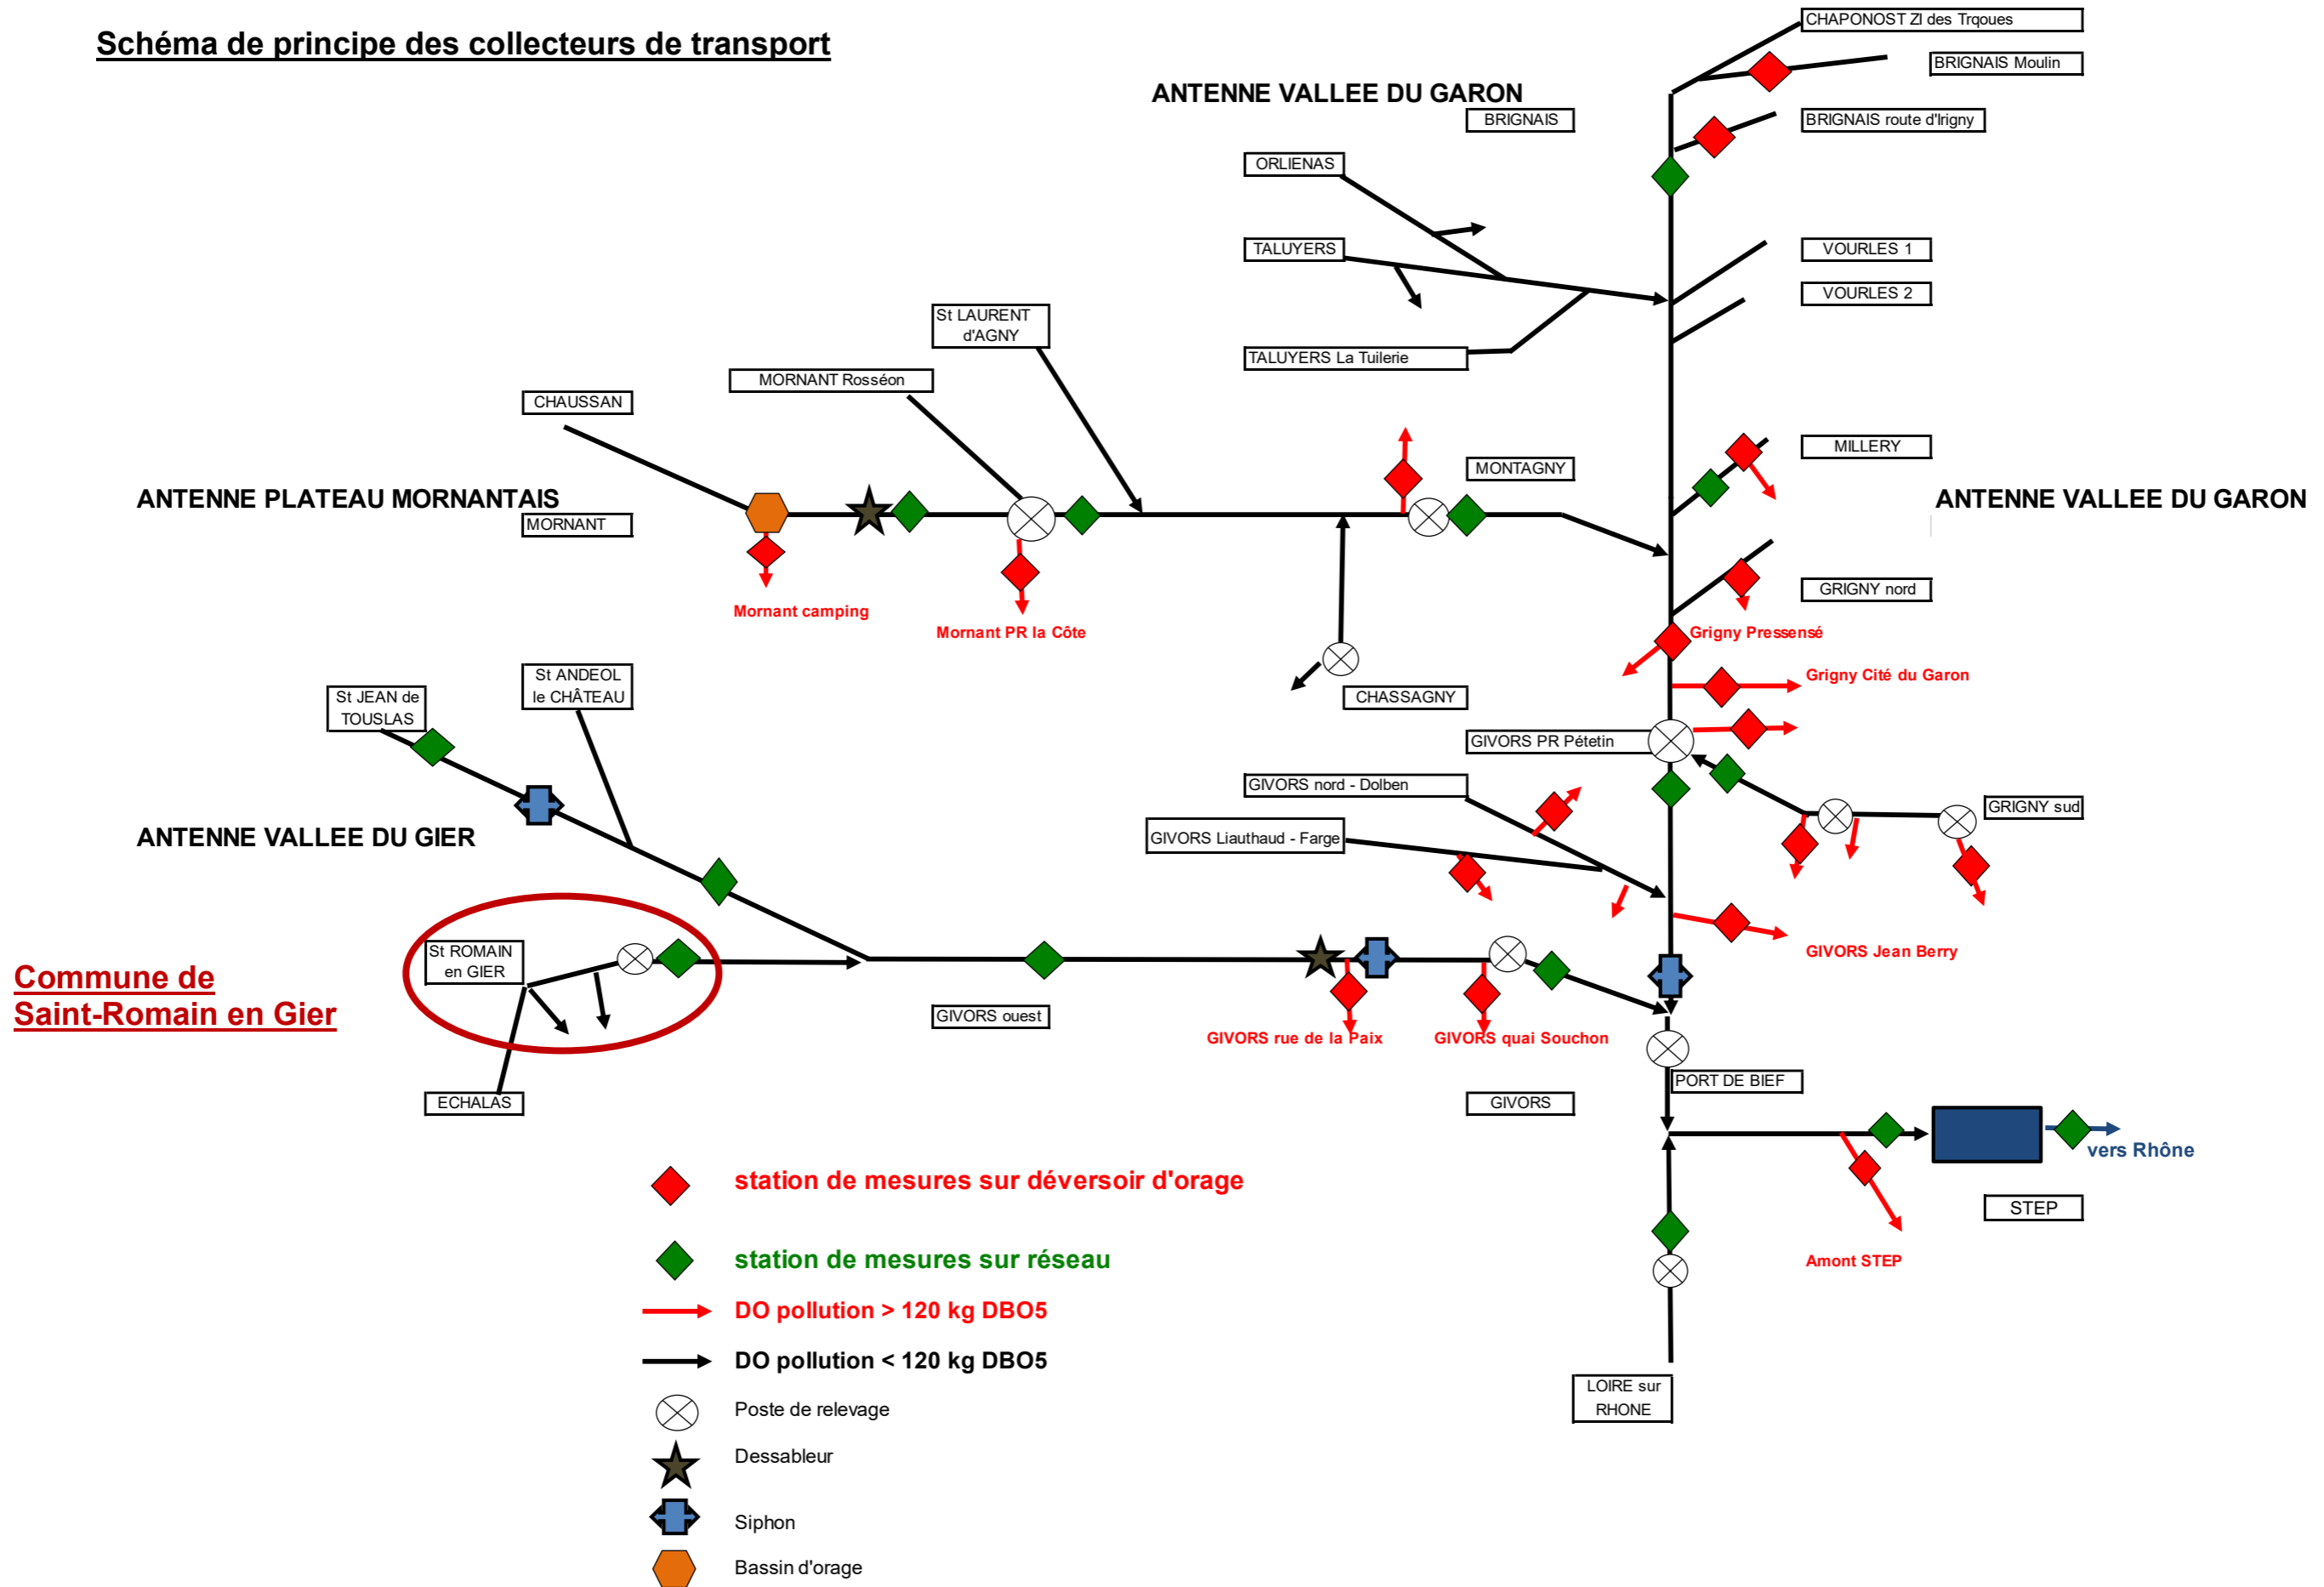 Schéma de principe des collecteurs de transport
CHAPONOST ZI des Trqoues
BRIGNAIS Moulin
ANTENNE VALLEE DU GARON
BRIGNAIS
BRIGNAIS route d'Irigny
ORLIENAS
TALUYERS
VOURLES 1
VOURLES 2
St LAURENT
d'AGNY
TALUYERS La Tuilerie
MORNANT Rosséon
CHAUSSAN
MILLERY
MONTAGNY
ANTENNE PLATEAU MORNANTAIS
ANTENNE VALLEE DU GARON
MORNANT
GRIGNY nord
Mornant camping
Mornant PR la Côte
Grigny Pressensé
Grigny Cité du Garon
St ANDEOL
le CHÂTEAU
St JEAN de
TOUSLAS
CHASSAGNY
GIVORS PR Pétetin
GIVORS nord - Dolben
GRIGNY sud
ANTENNE VALLEE DU GIER
GIVORS Liauthaud - Farge
St ROMAIN
en GIER
GIVORS Jean Berry
Commune de
Saint-Romain en Gier
GIVORS ouest
GIVORS rue de la Paix
GIVORS quai Souchon
PORT DE BIEF
ECHALAS
GIVORS
vers Rhône
STEP
Amont STEP
station de mesures sur déversoir d'orage
station de mesures sur réseau
DO pollution > 120 kg DBO5
DO pollution < 120 kg DBO5
LOIRE sur
RHONE
Poste de relevage
Dessableur
Siphon
Bassin d'orage